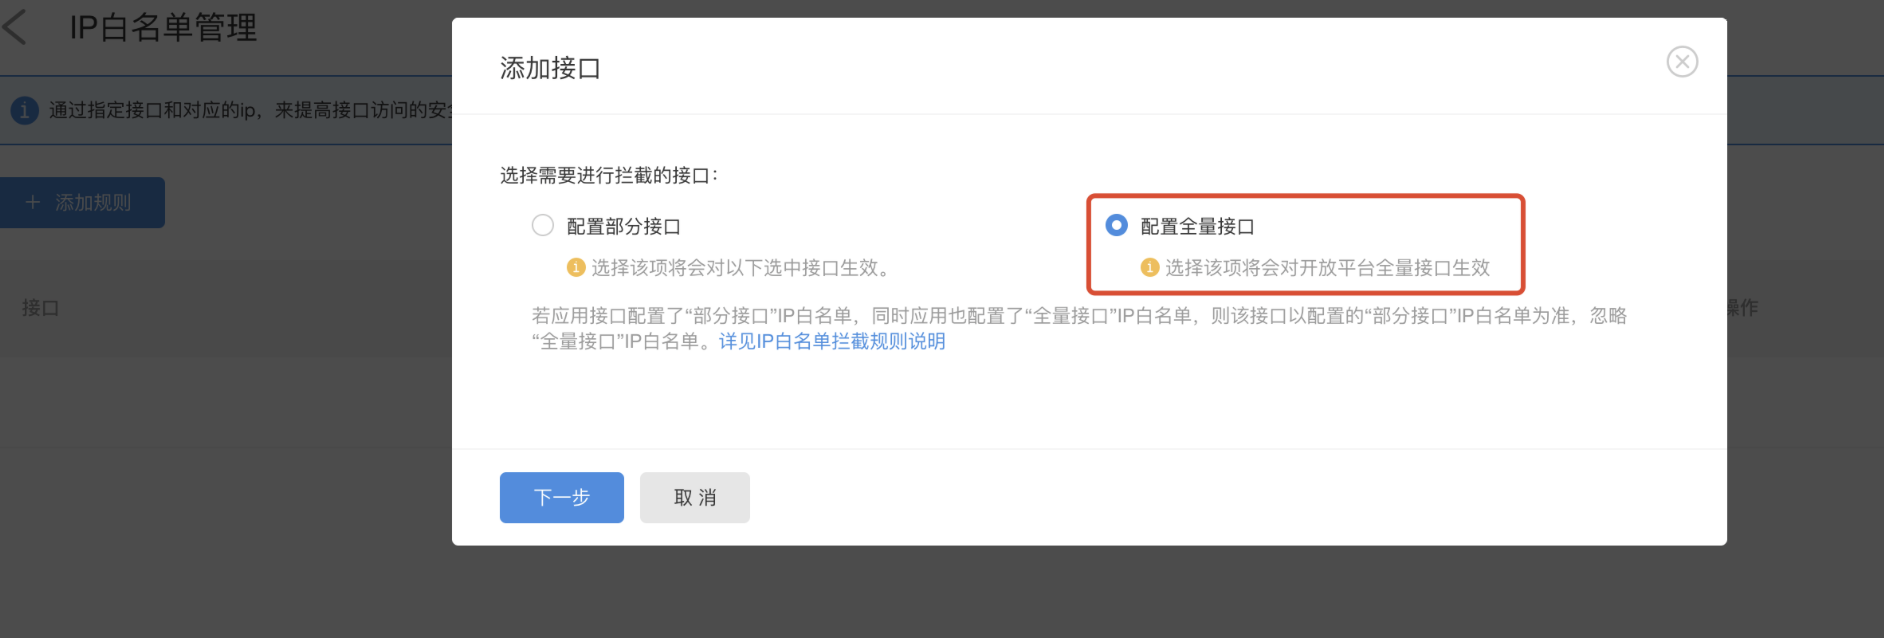 IP白名单管理
通过指定接口和对应的ip，来提高接口访问的安
+ 添加规则
接口
操作
添加接口
选择需要进行拦截的接口：
配置部分接口
选择该项将会对以下选中接口生效。
配置全量接口
选择该项将会对开放平台全量接口生效
若应用接口配置了“部分接口”IP白名单，同时应用也配置了“全量接口”IP白名单，则该接口以配置的“部分接口”IP白名单为准，忽略
“全量接口”IP白名单。详见IP白名单拦截规则说明
下一步
取 消